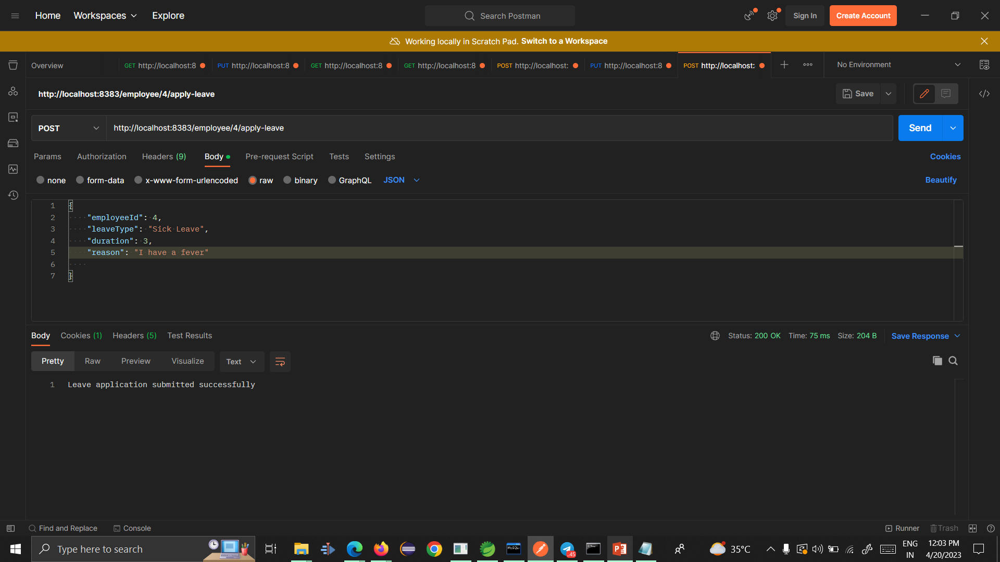 Home Workspaces Explore Search Postman Sign In Create Account
Working locally in Scratch Pad. Switch to a Workspace
Overview GET http://localhost:8 PUT http://localhost:8 GET http://localhost:8 GET http://localhost:8 POST http://localhost: PUT http://localhost:8 POST http://localhost: No Environment
http://localhost:8383/employee/4/apply-leave Save
POST http://localhost:8383/employee/4/apply-leave Send
Params Authorization Headers (9) Body Pre-request Script Tests Settings Cookies
none form-data x-www-form-urlencoded raw binary GraphQL JSON Beautify
1 {
2 "employeeId": 4,
3 "leaveType": "Sick Leave",
4 "duration": 3,
5 "reason": "I have a fever"
6
7 }
Body Cookies (1) Headers (5) Test Results Status: 200 OK Time: 75 ms Size: 204 B Save Response
Pretty Raw Preview Visualize Text
1 Leave application submitted successfully
Find and Replace Console Runner Trash
Type here to search MySQL .45 35°C ENG 12:03 PM
IN 4/20/2023